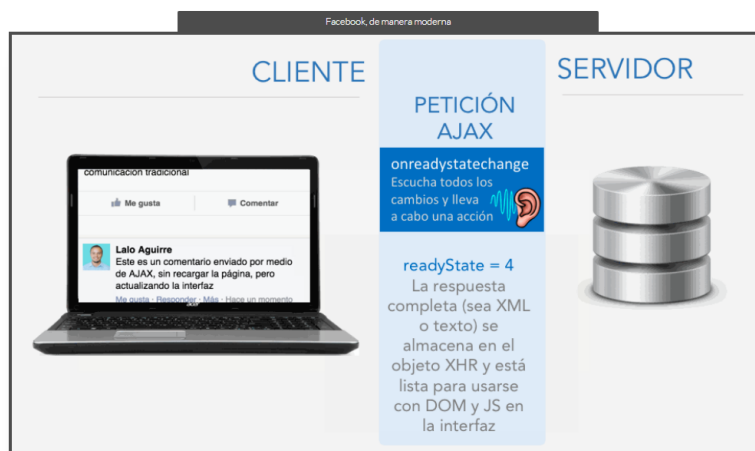 Facebook, de manera moderna
CLIENTE
SERVIDOR
PETICIÓN
AJAX
onreadystatechange
Escucha todos los
cambios y lleva
a cabo una acción
readyState = 4
La respuesta
completa (sea XML
o texto) se
almacena en el
objeto XHR y está
lista para usarse
con DOM y JS en
la interfaz
comunicación tradicional
Me gusta
Comentar
Lalo Aguirre
Este es un comentario enviado por medio
de AJAX, sin recargar la página, pero
actualizando la interfaz
Me gusta · Responder · Más · Hace un momento
acer